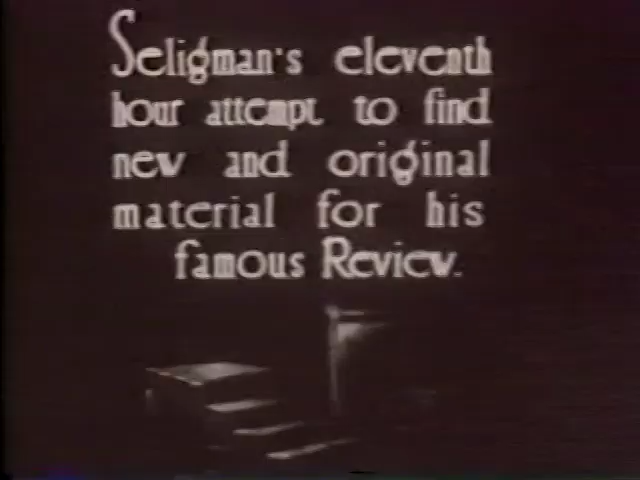 Seligman's eleventh
hour attempt to find
new and original
material for his
famous Review.